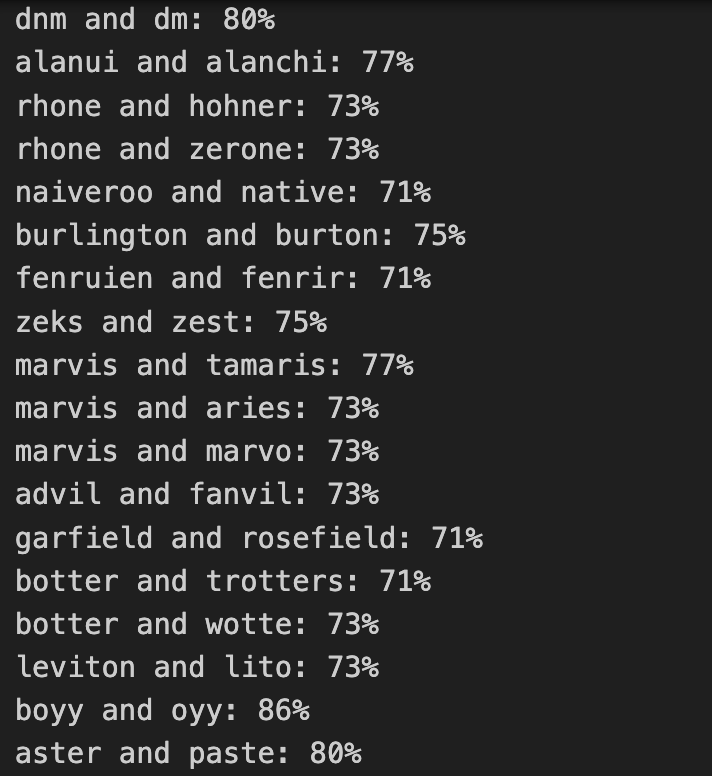 dnm and dm: 80%
alanui and alanchi: 77%
rhone and hohner: 73%
rhone and zerone: 73%
naiveroo and native: 71%
burlington and burton: 75%
fenruien and fenrir: 71%
zeks and zest: 75%
marvis and tamaris: 77%
marvis and aries: 73%
marvis and marvo: 73%
advil and fanvil: 73%
garfield and rosefield: 71%
botter and trotters: 71%
botter and wotte: 73%
leviton and lito: 73%
boyy and oyy: 86%
aster and paste: 80%